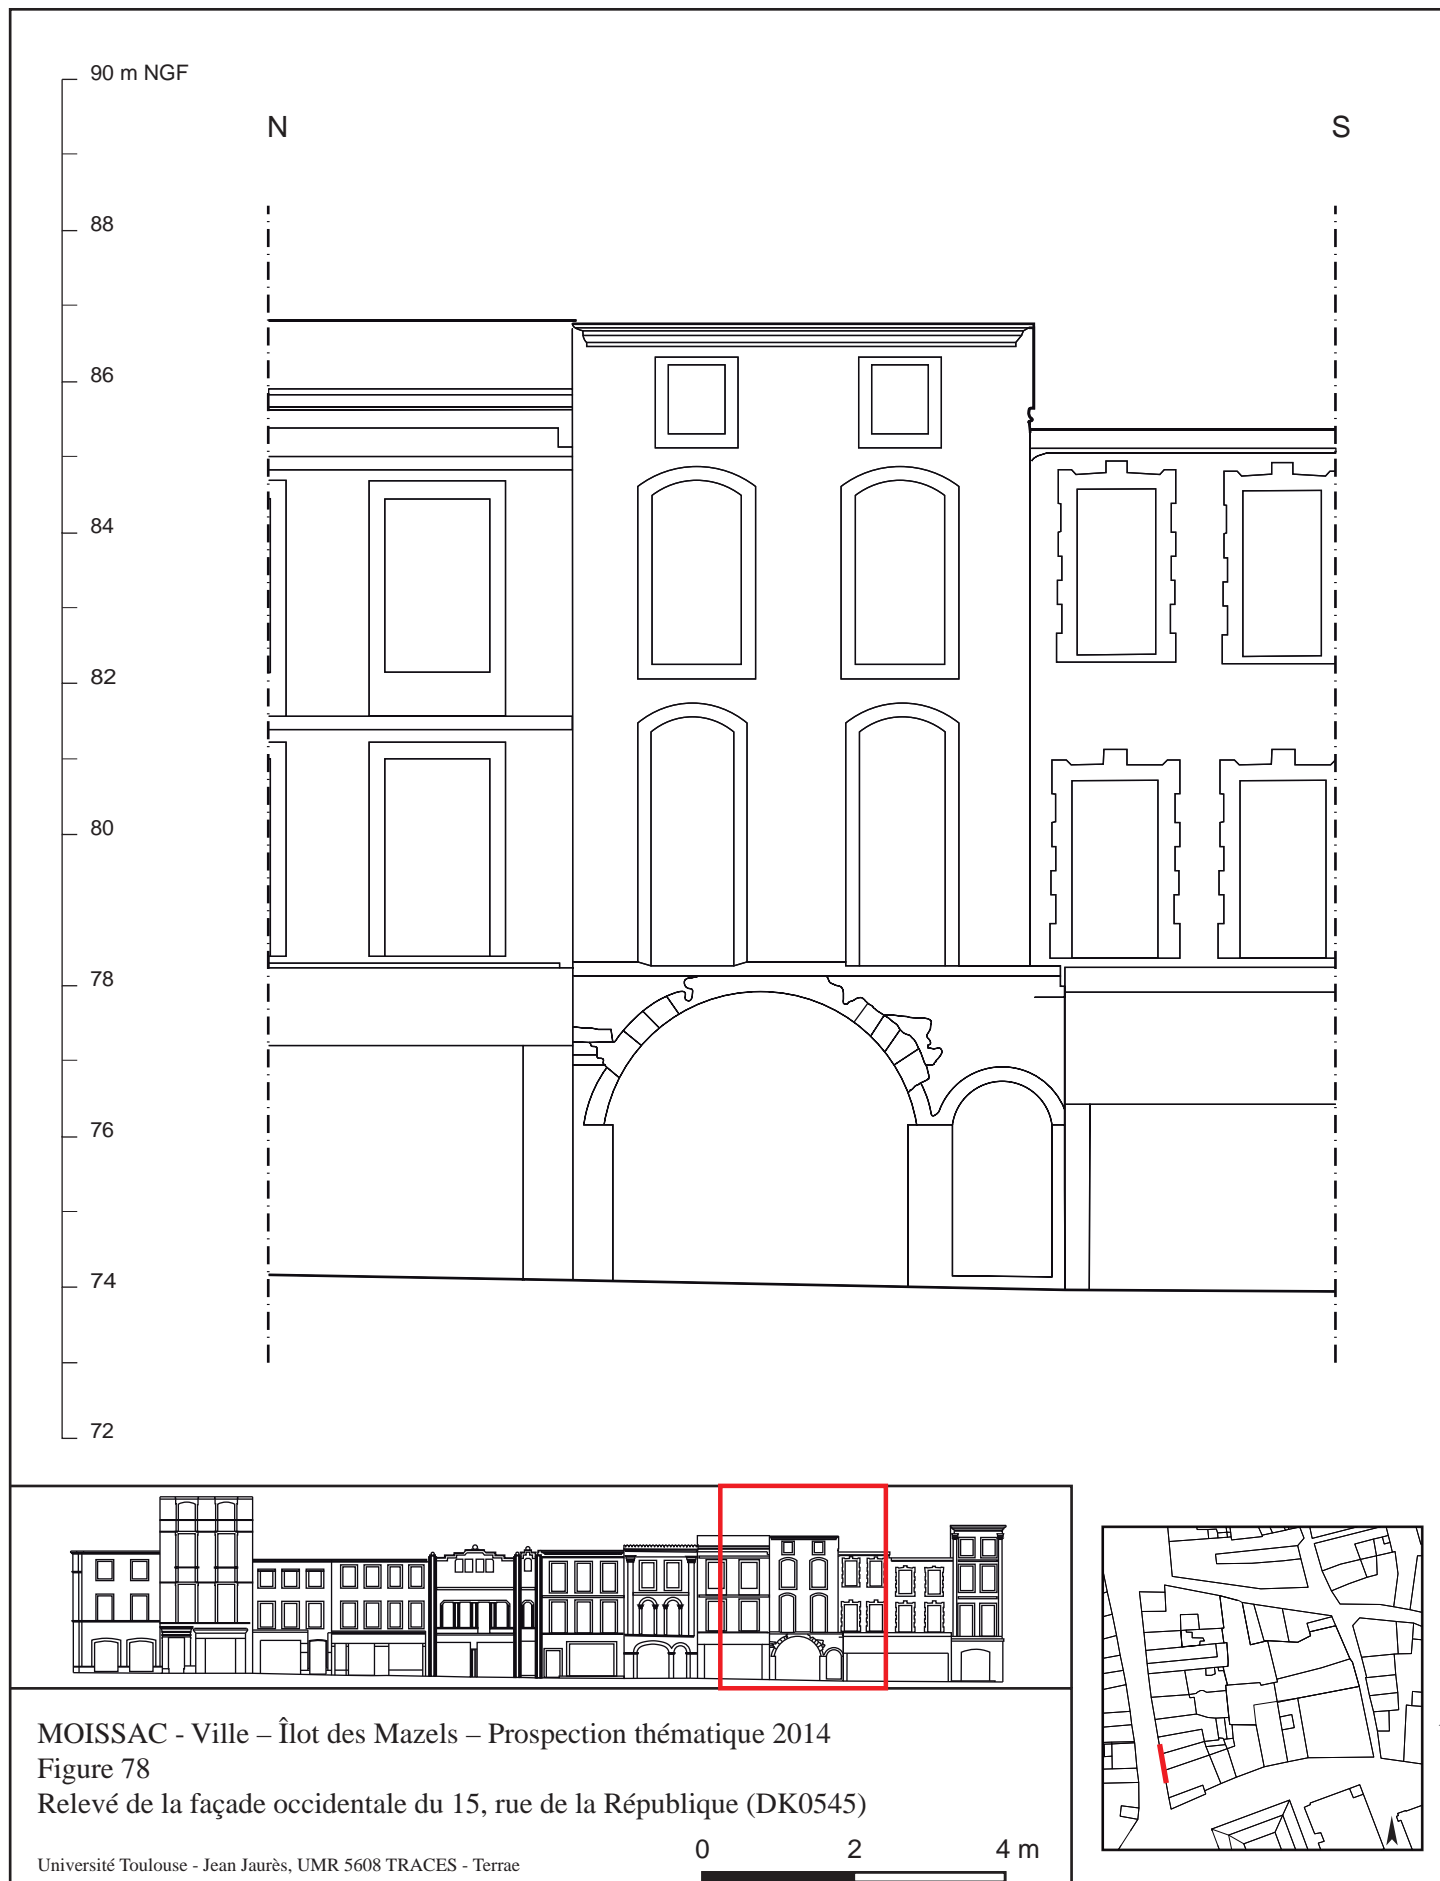 90 m NGF
N
S
88
86
84
82
80
78
76
74
72
MOISSAC - Ville – Îlot des Mazels – Prospection thématique 2014
Figure 78
Relevé de la façade occidentale du 15, rue de la République (DK0545)
Université Toulouse - Jean Jaurès, UMR 5608 TRACES - Terrae
0 2 4 m